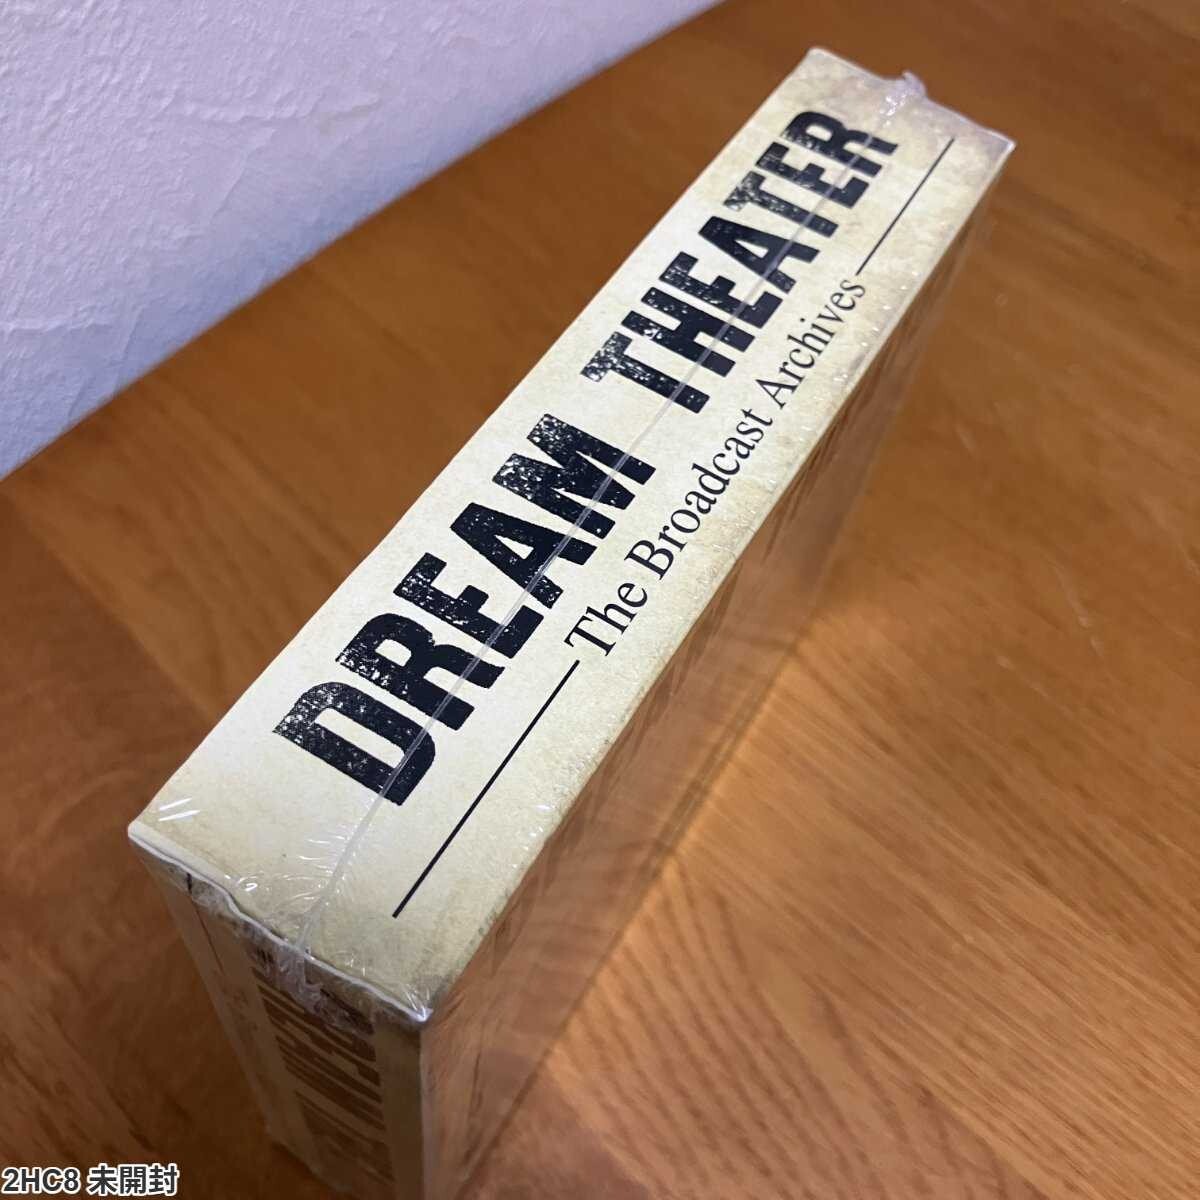 DREAM THEATER
The Broadcast Archives
2HC8 未開封